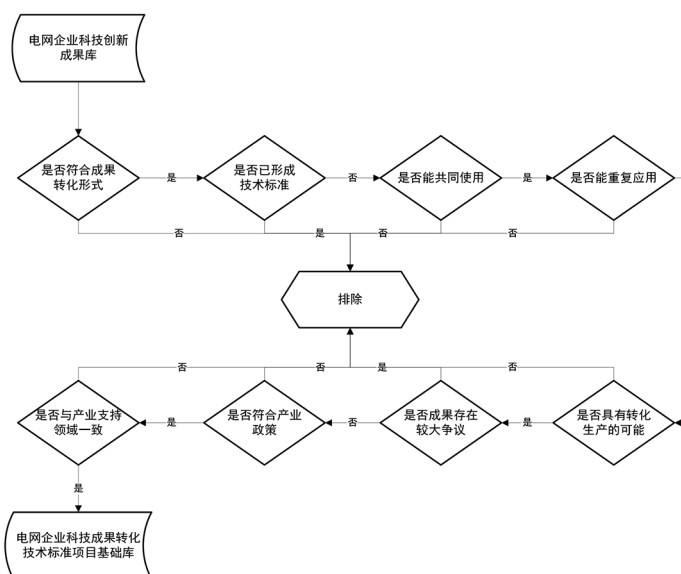 电网企业科技创新
成果库
是否符合成果
转化形式
是
是否已形成
技术标准
否
是否能共同使用
是
是否能重复应用
否
是
否
否
排除
否
否
是
否
是否与产业支持
领域一致
是
是否符合产业
政策
否
是否成果存在
较大争议
是
是否具有转化
生产的可能
是
电网企业科技成果转化
技术标准项目基础库